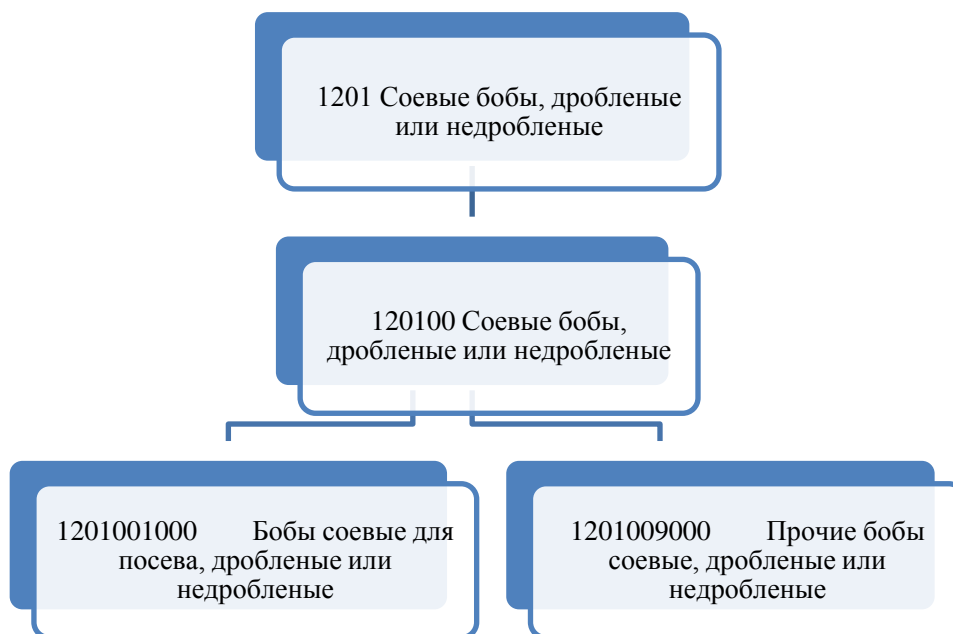 1201 Соевые бобы, дробленые
или недробленые
120100 Соевые бобы,
дробленые или недробленые
1201001000 Бобы соевые для
посева, дробленые или
недробленые
1201009000 Прочие бобы
соевые, дробленые или
недробленые